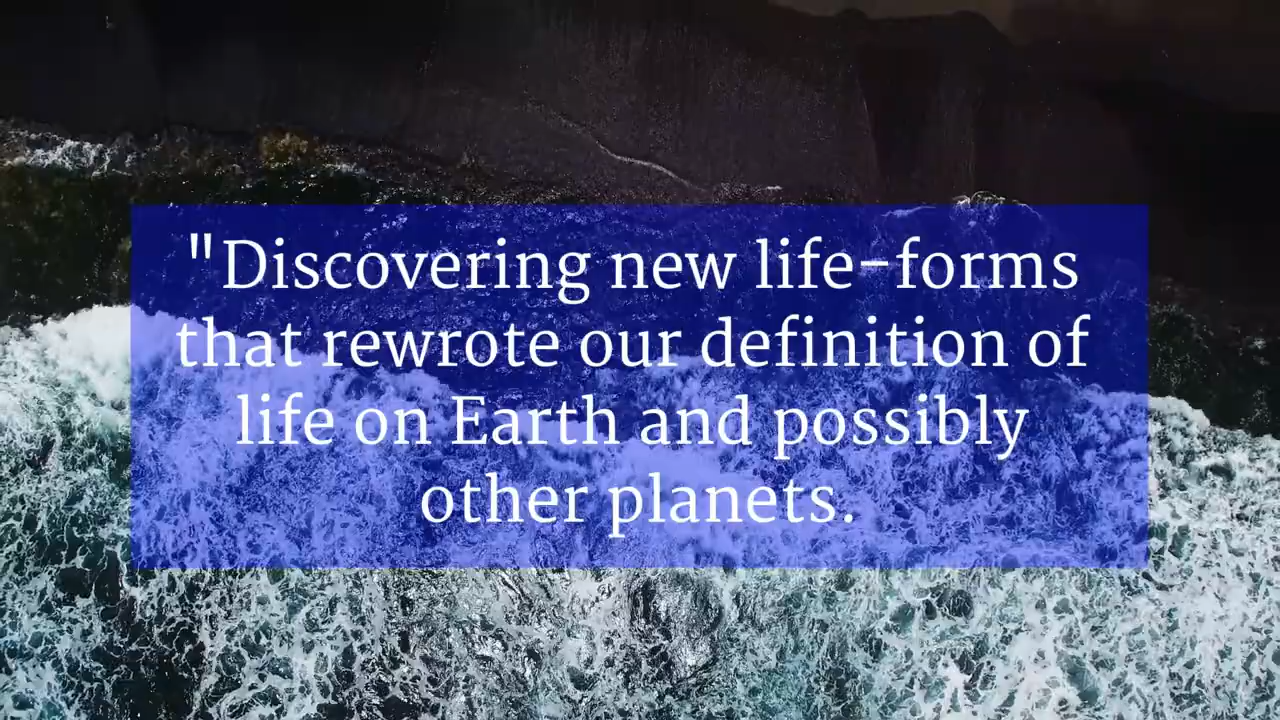 "Discovering new life-forms
that rewrote our definition of
life on Earth and possibly
other planets.